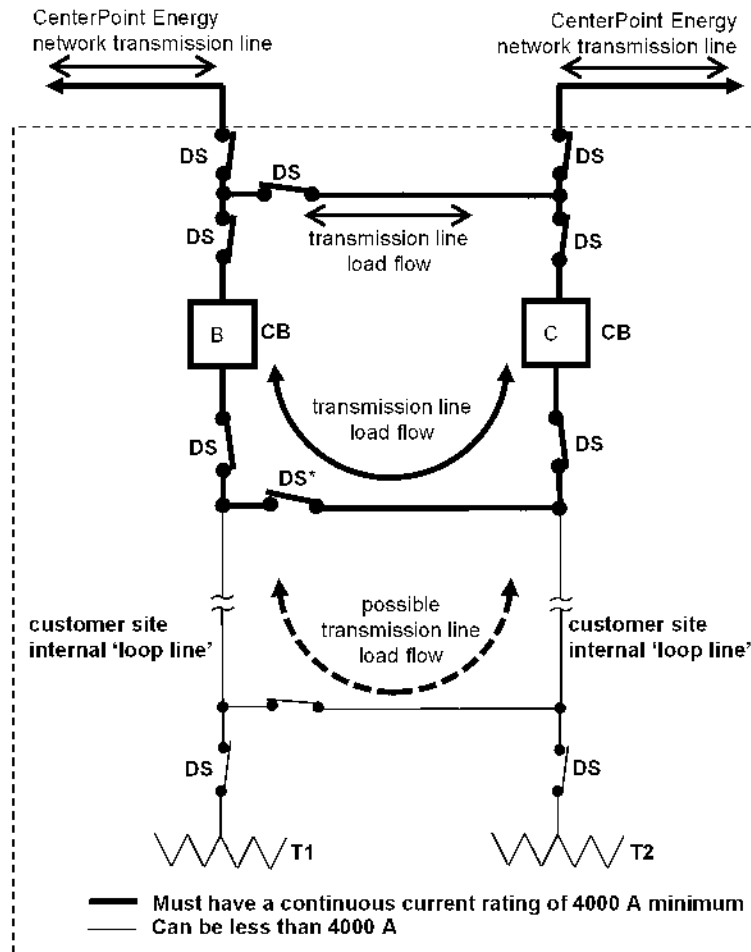 CenterPoint Energy
network transmission line
CenterPoint Energy
network transmission line
DS
DS
DS
DS
DS
transmission line
load flow
B
CB
C
CB
transmission line
load flow
DS
DS
DS*
customer site
internal ‘loop line’
possible
transmission line
load flow
customer site
internal ‘loop line’
DS
DS
T1
T2
Must have a continuous current rating of 4000 A minimum
Can be less than 4000 A